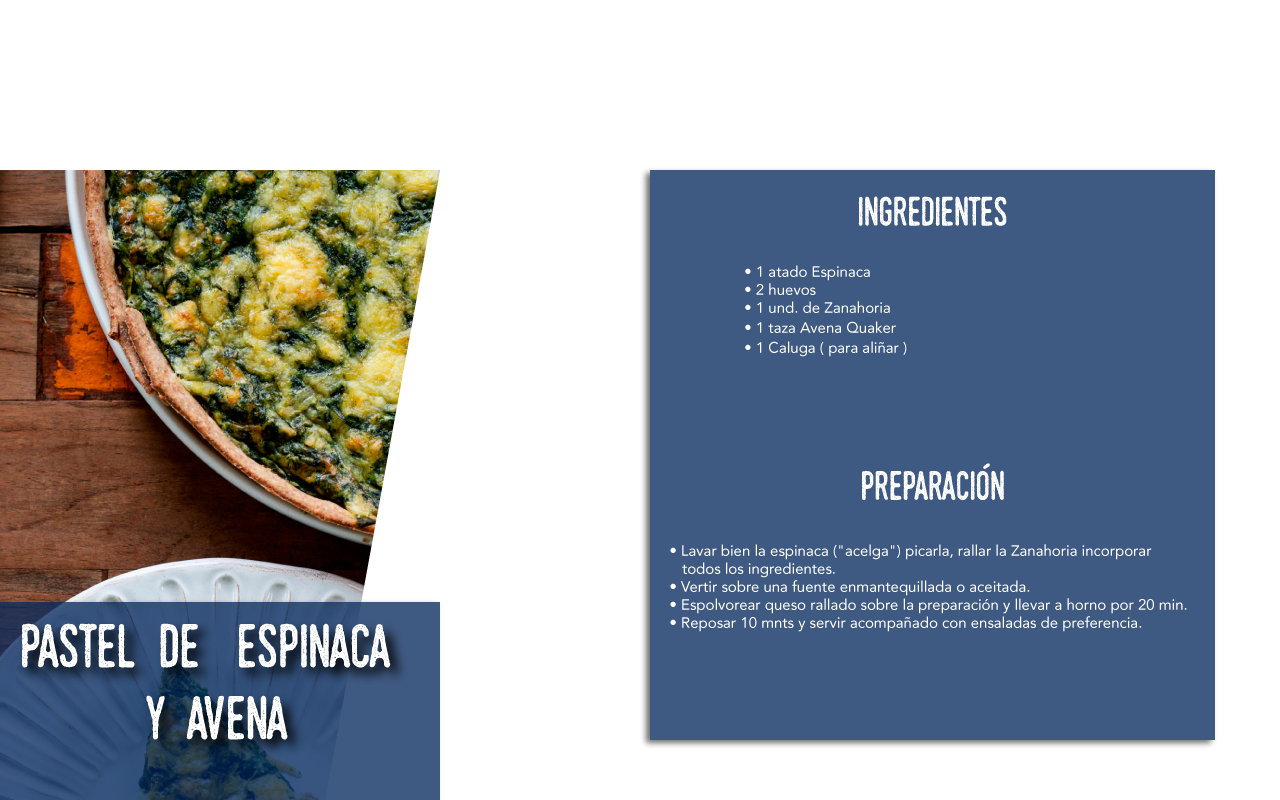 PASTEL DE ESPINACA
Y AVENA
INGREDIENTES
• 1 atado Espinaca
• 2 huevos
• 1 und. de Zanahoria
• 1 taza Avena Quaker
• 1 Caluga ( para aliñar )
PREPARACIÓN
• Lavar bien la espinaca ("acelga") picarla, rallar la Zanahoria incorporar
todos los ingredientes.
• Vertir sobre una fuente enmantequillada o aceitada.
• Espolvorear queso rallado sobre la preparación y llevar a horno por 20 min.
• Reposar 10 mnts y servir acompañado con ensaladas de preferencia.